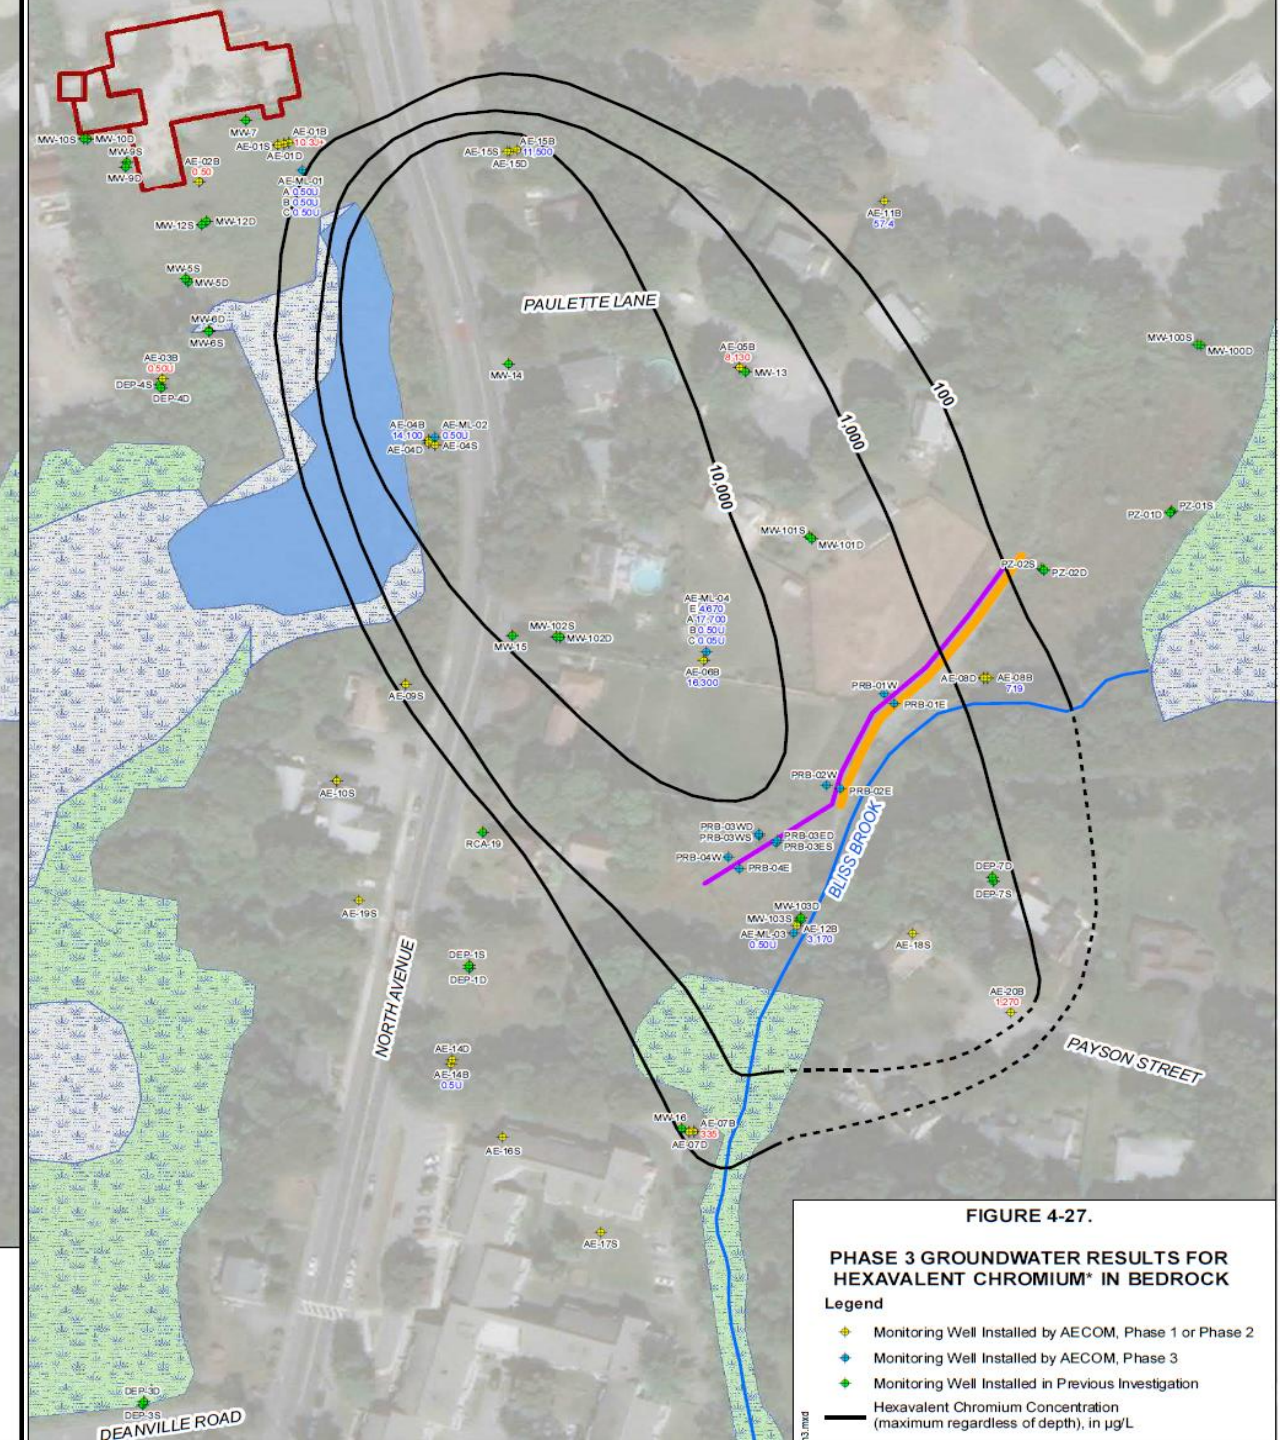 MW-7
AE-01B
10.30+
AE-01S
AE-01D
MW-10S
MW-10D
MW-9S
MW-9D
AE-02B
0.50
AE-ML-01
A 0.50U
B 0.50U
C 0.50U
AE-15B
11,500
AE-15S
AE-15D
MW-12S
MW-12D
AE-11B
57.4
MW-5S
MW-5D
PAULETTE LANE
MW-6D
MW-6S
AE-03B
0.50U
DEP-4S
DEP-4D
MW-14
AE-05B
8,130
MW-13
MW-100S
MW-100D
100
1,000
10,000
AE-04B
14,100
AE-04D
AE-ML-02
0.50U
AE-04S
PZ-01D
PZ-01S
MW-101S
MW-101D
PZ-02S
PZ-02D
AE-ML-04
E 4,670
A 17,700
B 0.50U
C 0.05U
AE-06B
16,300
MW-15
MW-102S
MW-102D
AE-09S
PRB-01W
PRB-01E
AE-08D
AE-08B
719
AE-10S
PRB-02W
PRB-02E
RCA-19
PRB-03WD
PRB-03WS
PRB-03ED
PRB-03ES
PRB-04W
PRB-04E
BLISS BROOK
DEP-7D
DEP-7S
AE-19S
MW-103D
MW-103S
AE-ML-03
0.50U
AE-12B
3,170
AE-18S
NORTH AVENUE
DEP-1S
DEP-1D
AE-20B
1,270
PAYSON STREET
AE-14D
AE-14B
0.5U
MW-16
AE-07B
335
AE-07D
AE-16S
AE-17S
DEP-3D
DEP-3S
DEANVILLE ROAD
FIGURE 4-27.
PHASE 3 GROUNDWATER RESULTS FOR
HEXAVALENT CHROMIUM* IN BEDROCK
Legend
Monitoring Well Installed by AECOM, Phase 1 or Phase 2
Monitoring Well Installed by AECOM, Phase 3
Monitoring Well Installed in Previous Investigation
Hexavalent Chromium Concentration
(maximum regardless of depth), in µg/L
n3.mxd